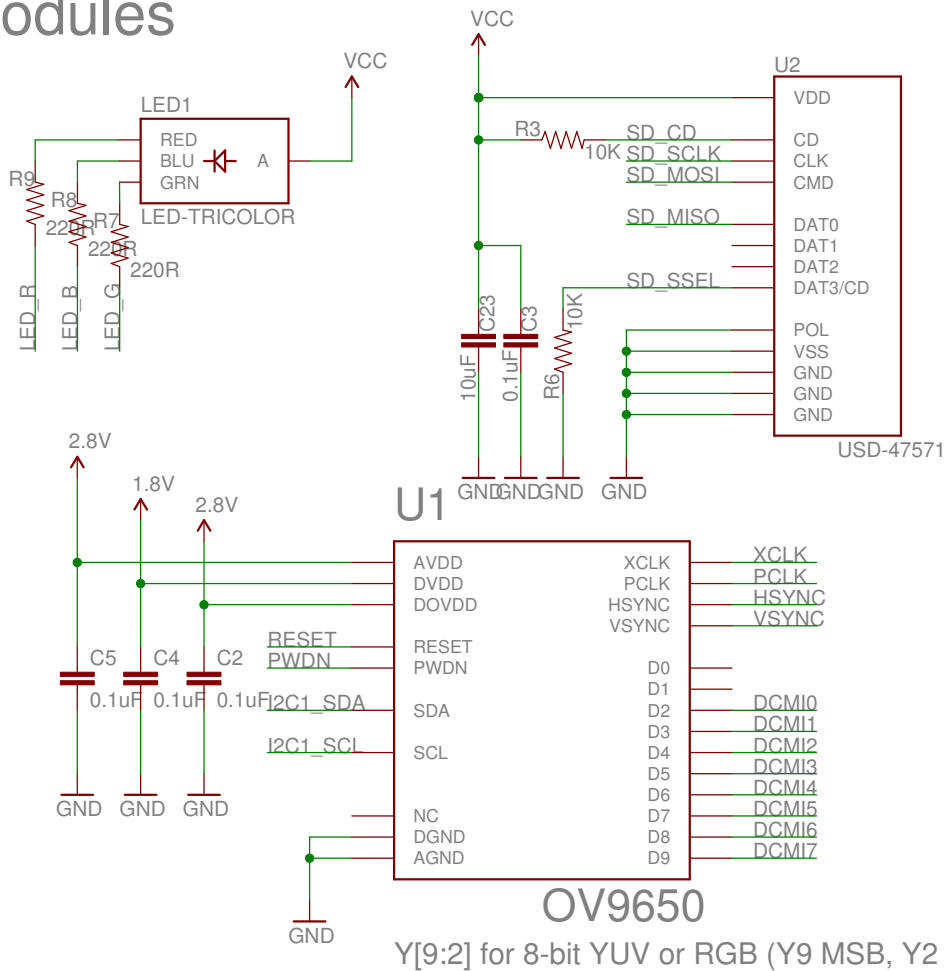 odules
VCC
LED1
RED
BLU
A
GRN
LED-TRICOLOR
R9
R8
220R
R7
220R
220R
LED_R
LED_B
LED_G
VCC
U2
VDD
R3
10K
SD_CD
CD
SD_SCLK
CLK
SD_MOSI
CMD
SD_MISO
DAT0
DAT1
DAT2
SD_SSEL
DAT3/CD
POL
VSS
GND
GND
GND
USD-47571
C23
10uF
C3
0.1uF
10K
R6
GND
GND
GND
GND
2.8V
1.8V
2.8V
U1
AVDD
XCLK
XCLK
DVDD
PCLK
PCLK
DOVDD
HSYNC
HSYNC
VSYNC
VSYNC
RESET
RESET
PWDN
PWDN
D0
D1
C5
0.1uF
C4
0.1uF
C2
0.1uF
I2C1_SDA
SDA
D2
DCMI0
D3
DCMI1
I2C1_SCL
SCL
D4
DCMI2
D5
DCMI3
D6
DCMI4
NC
D7
DCMI5
DGND
D8
DCMI6
AGND
D9
DCMI7
GND
GND
GND
GND
OV9650
Y[9:2] for 8-bit YUV or RGB (Y9 MSB, Y2